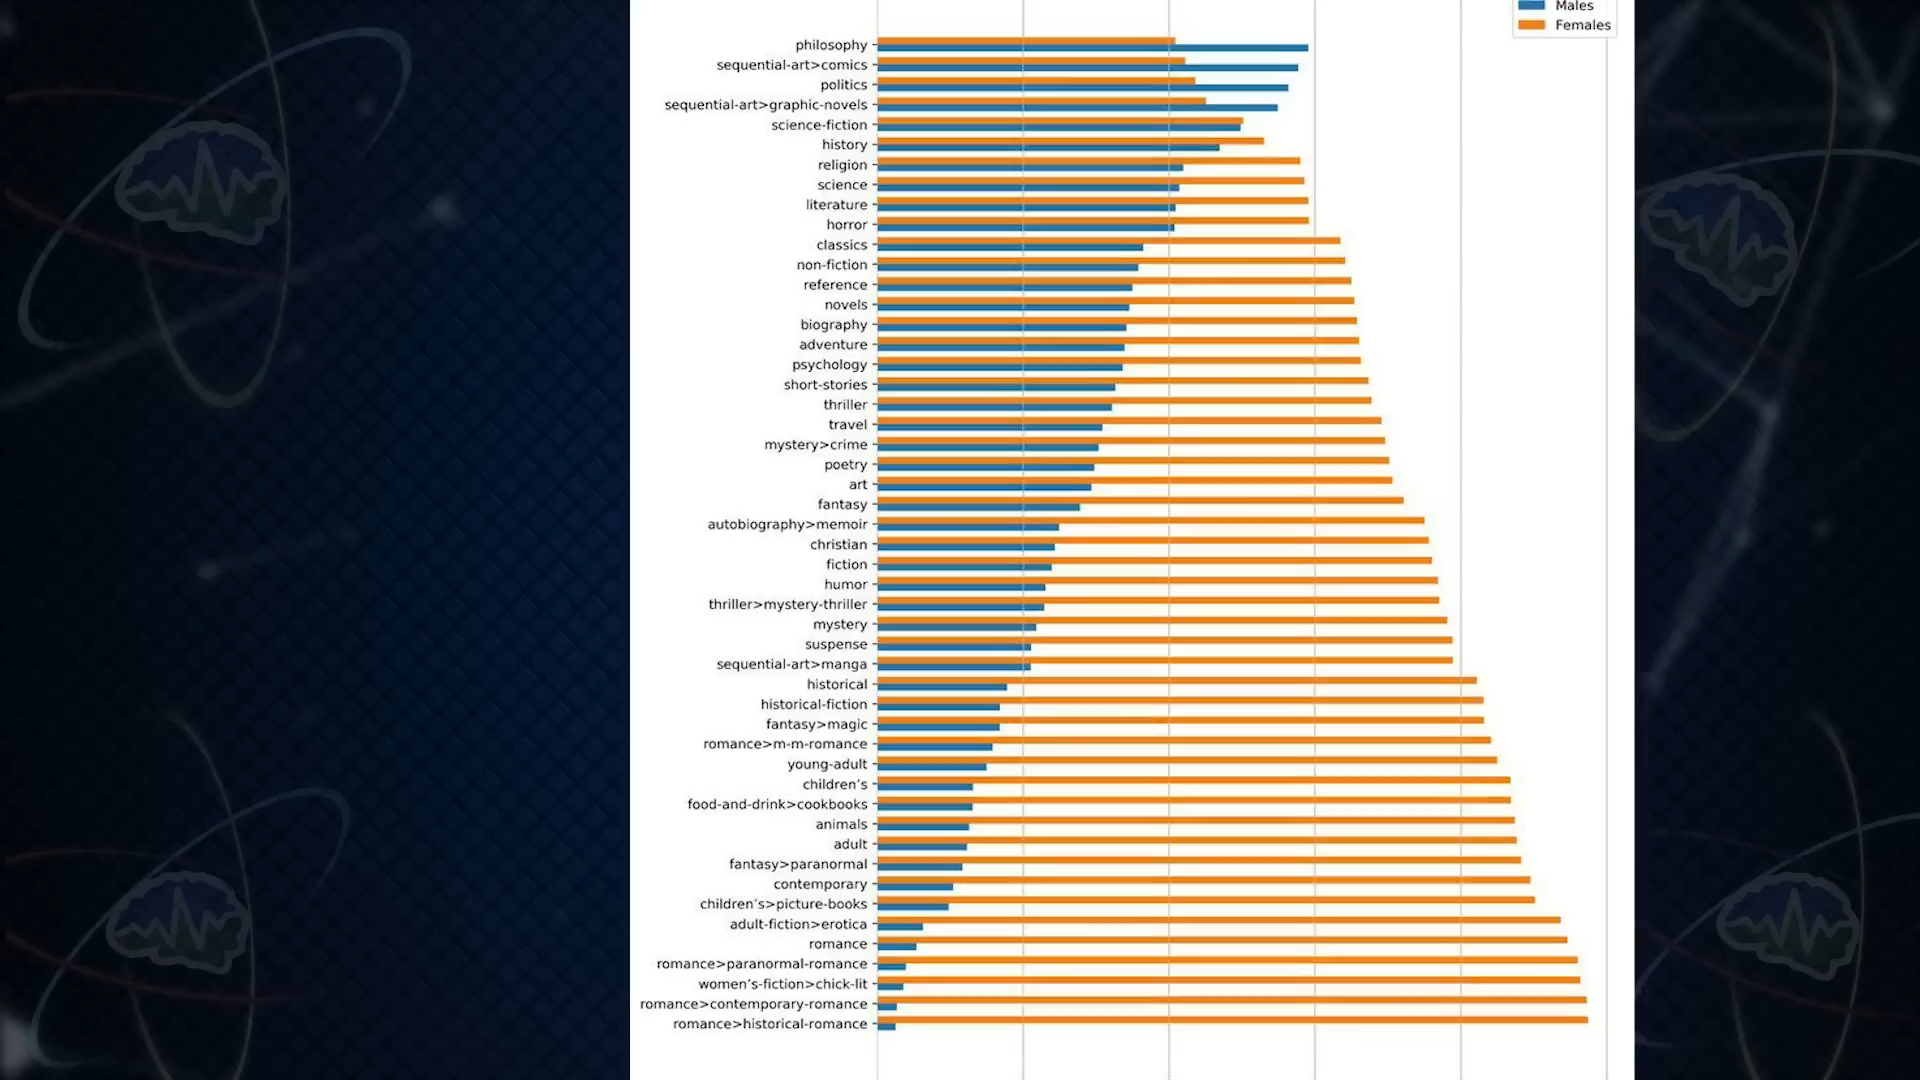 Males
Females
philosophy
sequential-art>comics
politics
sequential-art>graphic-novels
science-fiction
history
religion
science
literature
horror
classics
non-fiction
reference
novels
biography
adventure
psychology
short-stories
thriller
travel
mystery>crime
poetry
art
fantasy
autobiography>memoir
christian
fiction
humor
thriller>mystery-thriller
mystery
suspense
sequential-art>manga
historical
historical-fiction
fantasy>magic
romance>m-m-romance
young-adult
children’s
food-and-drink>cookbooks
animals
adult
fantasy>paranormal
contemporary
children’s>picture-books
adult-fiction>erotica
romance
romance>paranormal-romance
women’s-fiction>chick-lit
romance>contemporary-romance
romance>historical-romance